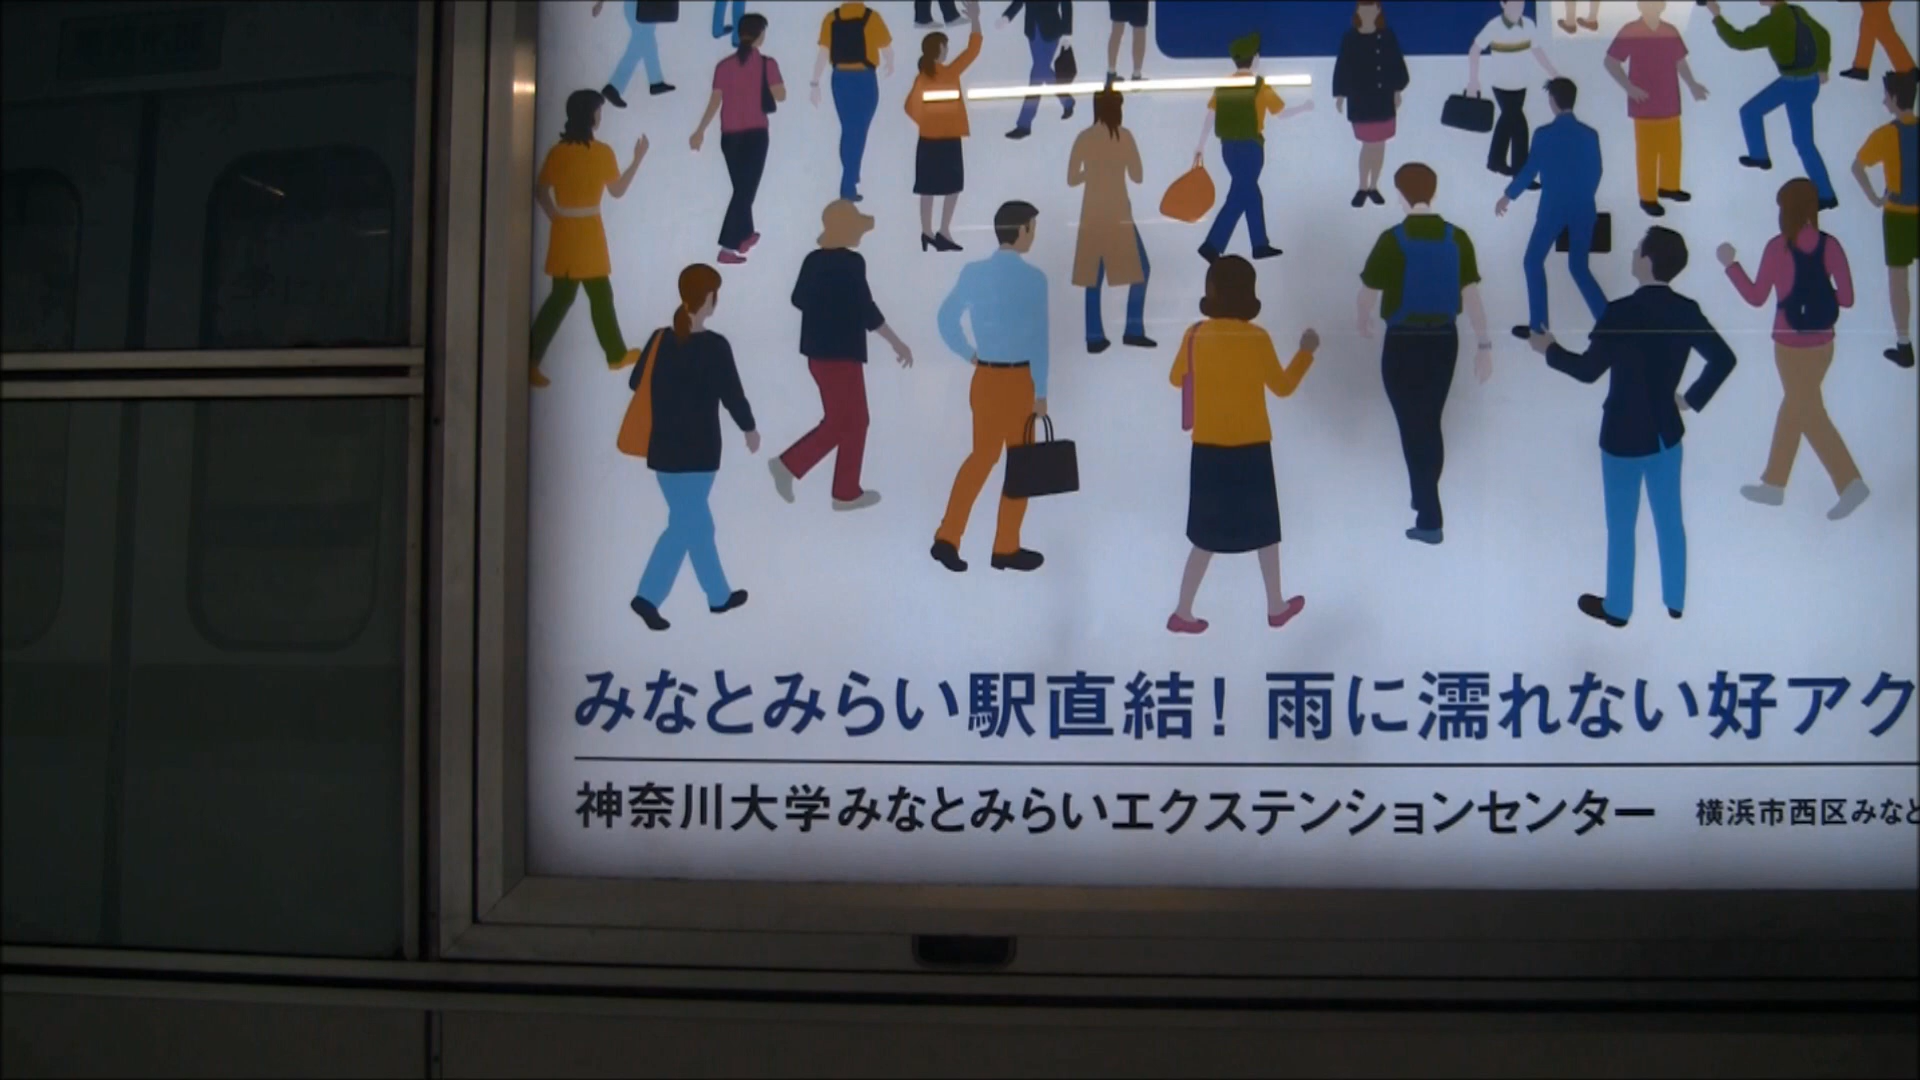 みなとみらい駅直結! 雨に濡れない好アク
神奈川大学みなとみらいエクステンションセンター 横浜市西区みなと